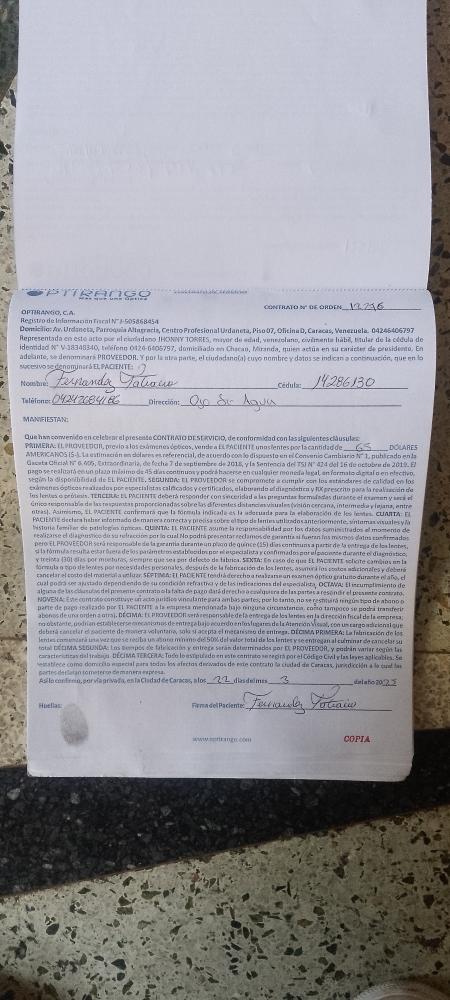 OPTIRANGO
Más que una Óptica
OPTIRANGO, C.A. CONTRATO N° DE ORDEN
Registro de Información Fiscal N° J-505868454
Domicilio: Av. Urdaneta, Parroquia Altagracia, Centro Profesional Urdaneta, Piso 07, Oficina D, Caracas, Venezuela. 04246406797
Representada en este acto por el ciudadano JHONNY TORRES, mayor de edad, venezolano, civilmente hábil, titular de la cédula de
identidad N° V-18340340, teléfono 0424-6406797, domiciliado en Chacao, Miranda, quien actúa en su carácter de presidente. En
adelante, se denominará PROVEEDOR. Y por la otra parte, el ciudadano(a) cuyo nombre y datos se indican a continuación, que en lo
sucesivo se denominará EL PACIENTE:
Nombre: Fernandez Cédula: 14286130
Teléfono: Dirección: Ojo de Agua
MANIFIESTAN:
Que han convenido en celebrar el presente CONTRATO DE SERVICIO, de conformidad con las siguientes cláusulas:
PRIMERA: EL PROVEEDOR, previo a los exámenes ópticos, vende a EL PACIENTE unos lentes por la cantidad de 65 DÓLARES
AMERICANOS ($-). La estimación en dólares es referencial, de acuerdo con lo dispuesto en el Convenio Cambiario N° 1, publicado en la
Gaceta Oficial N° 6.405, Extraordinaria, de fecha 7 de septiembre de 2018, y la Sentencia del TSJ N° 424 del 16 de octubre de 2019. El
pago se realizará en un plazo máximo de 45 días continuos y podrá hacerse en cualquier moneda legal, en formato digital o en efectivo,
según la disponibilidad de EL PACIENTE. SEGUNDA: EL PROVEEDOR se compromete a cumplir con los estándares de calidad en los
exámenes ópticos realizados por especialistas calificados y certificados, elaborando el diagnóstico y RX prescrito para la realización de
los lentes o prótesis. TERCERA: EL PACIENTE deberá responder con sinceridad a las preguntas formuladas durante el examen y será el
único responsable de las respuestas proporcionadas sobre las diferentes distancias visuales (visión cercana, intermedia y lejana, entre
otras). Asimismo, EL PACIENTE confirmará que la fórmula indicada es la adecuada para la elaboración de los lentes. CUARTA: EL
PACIENTE declara haber informado de manera correcta y precisa sobre el tipo de lentes utilizados anteriormente, síntomas visuales y la
historia familiar de patologías ópticas. QUINTA: EL PACIENTE asume la responsabilidad por los datos suministrados al momento de
realizarse el diagnóstico de su refracción por lo cual No podrá presentar reclamos de garantía si fueran los mismos datos confirmados
pero EL PROVEEDOR será responsable de la garantía durante un plazo de quince (15) días continuos a partir de la entrega de los lentes,
si la fórmula resulta estar fuera de los parámetros establecidos por el especialista y confirmados por el paciente durante el diagnóstico,
y treinta (30) días por monturas, siempre que sea por defecto de fábrica. SEXTA: En caso de que EL PACIENTE solicite cambios en la
fórmula o tipo de lentes por necesidades personales, después de la fabricación de los lentes, asumirá los costos adicionales y deberá
cancelar el costo del material a utilizar. SÉPTIMA: EL PACIENTE tendrá derecho a realizarse un examen óptico gratuito durante el año, el
cual podrá ser ajustado dependiendo de su condición refractiva y de las indicaciones del especialista. OCTAVA: El incumplimiento de
alguna de las cláusulas del presente contrato o la falta de pago dará derecho a cualquiera de las partes a rescindir el presente contrato.
NOVENA: Este contrato constituye un acto jurídico vinculante para ambas partes; por lo tanto, no se restituirá ningún tipo de abono o
parte de pago realizado por EL PACIENTE a la empresa mencionada bajo ninguna circunstancia, como tampoco se podrá transferir
abonos de una orden a otra. DÉCIMA: EL PROVEEDOR será responsable de la entrega de los lentes en la dirección fiscal de la empresa;
no obstante, podrían establecerse mecanismos de entrega bajo acuerdo en los lugares de la Atención Visual, con un cargo adicional que
deberá cancelar el paciente de manera voluntaria, solo si acepta el mecanismo de entrega. DÉCIMA PRIMERA: La fabricación de los
lentes comenzará una vez que se reciba un abono mínimo del 50% del valor total de los lentes y se entregan al culminar de cancelar su
total DÉCIMA SEGUNDA: Los tiempos de fabricación y entrega serán determinados por EL PROVEEDOR, y podrán variar según las
características del trabajo. DÉCIMA TERCERA: Todo lo estipulado en este contrato se regirá por el Código Civil y las leyes aplicables. Se
establece como domicilio especial para todos los efectos derivados de este contrato la ciudad de Caracas, jurisdicción a la cual las
partes declaran someterse de manera expresa.
Así lo confirmo, por vía privada, en la Ciudad de Caracas, a los 22 días del mes 3 del año 2025
Huellas: Firma del Paciente: Fernandez
www.optirango.com COPIA